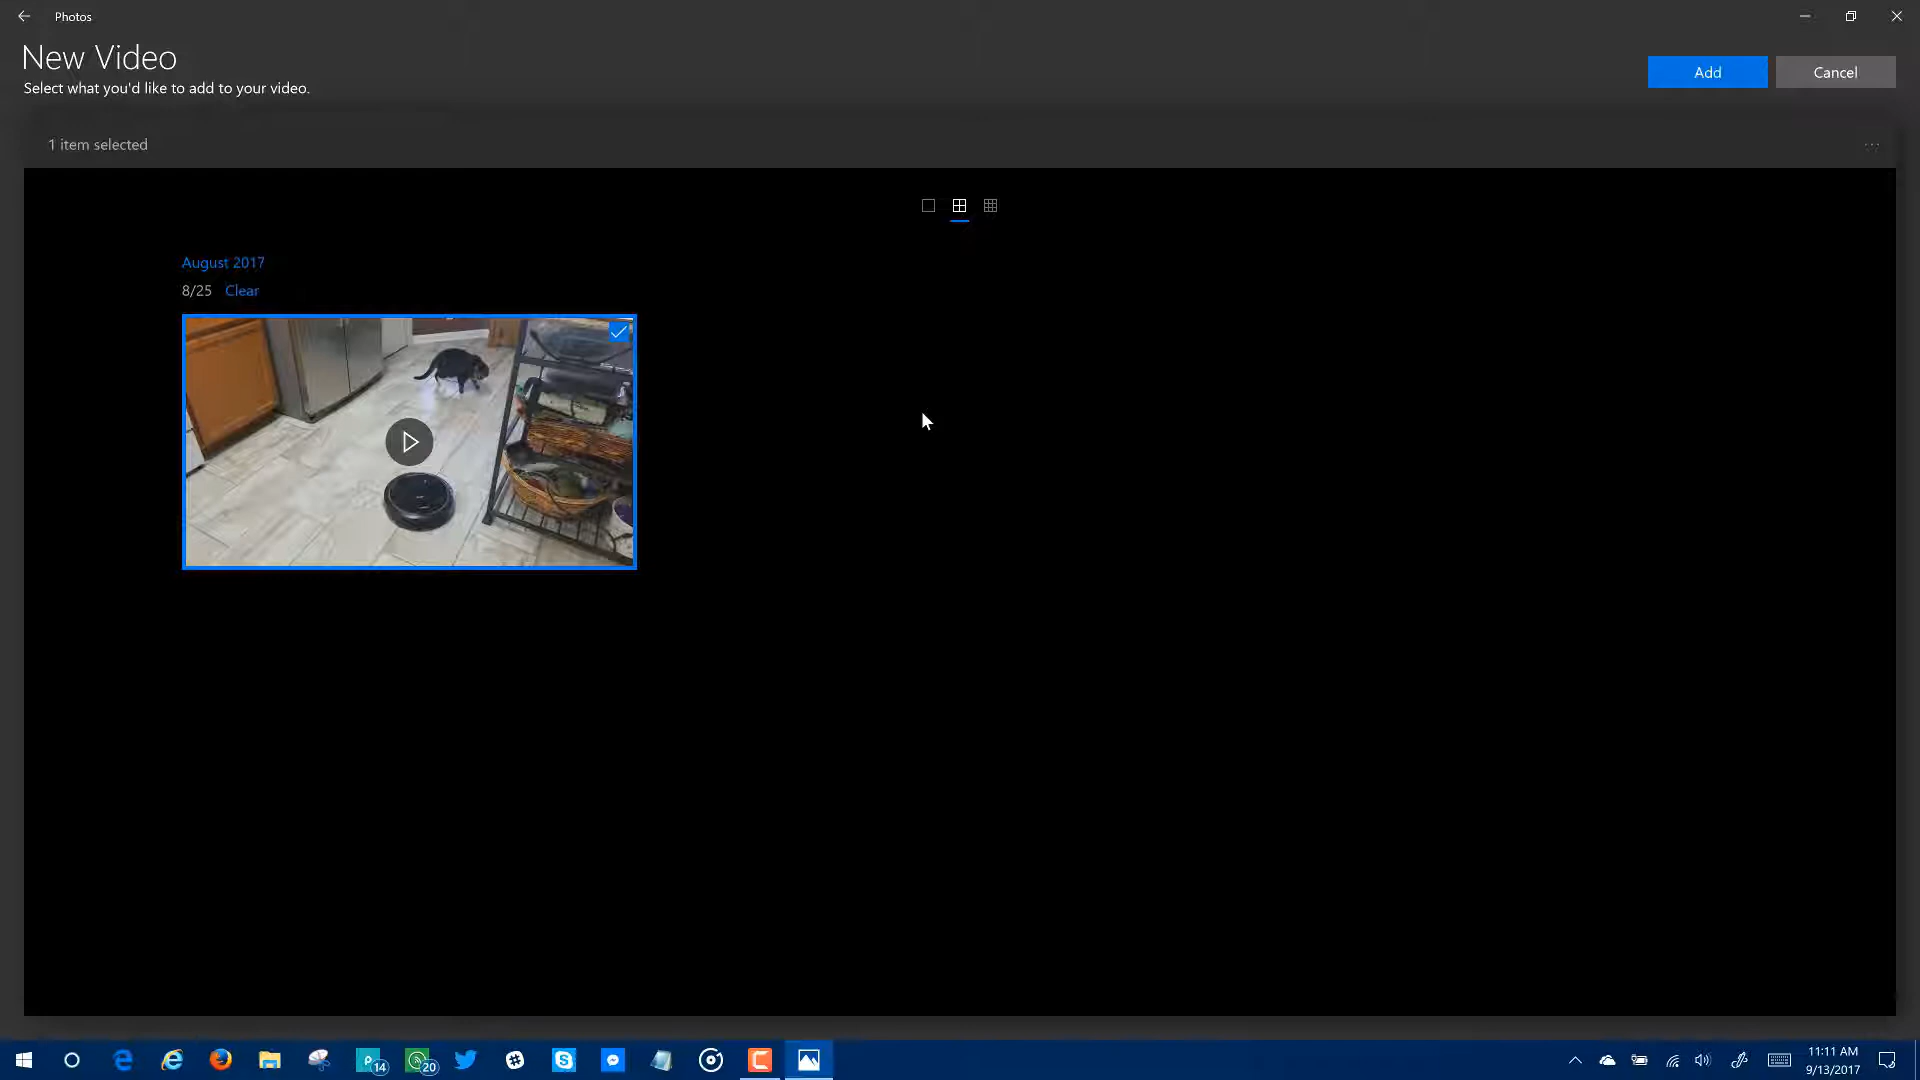 Photos
New Video
Select what you'd like to add to your video.
Add
Cancel
1 item selected
August 2017
8/25 Clear
14
20
11:11 AM
9/13/2017